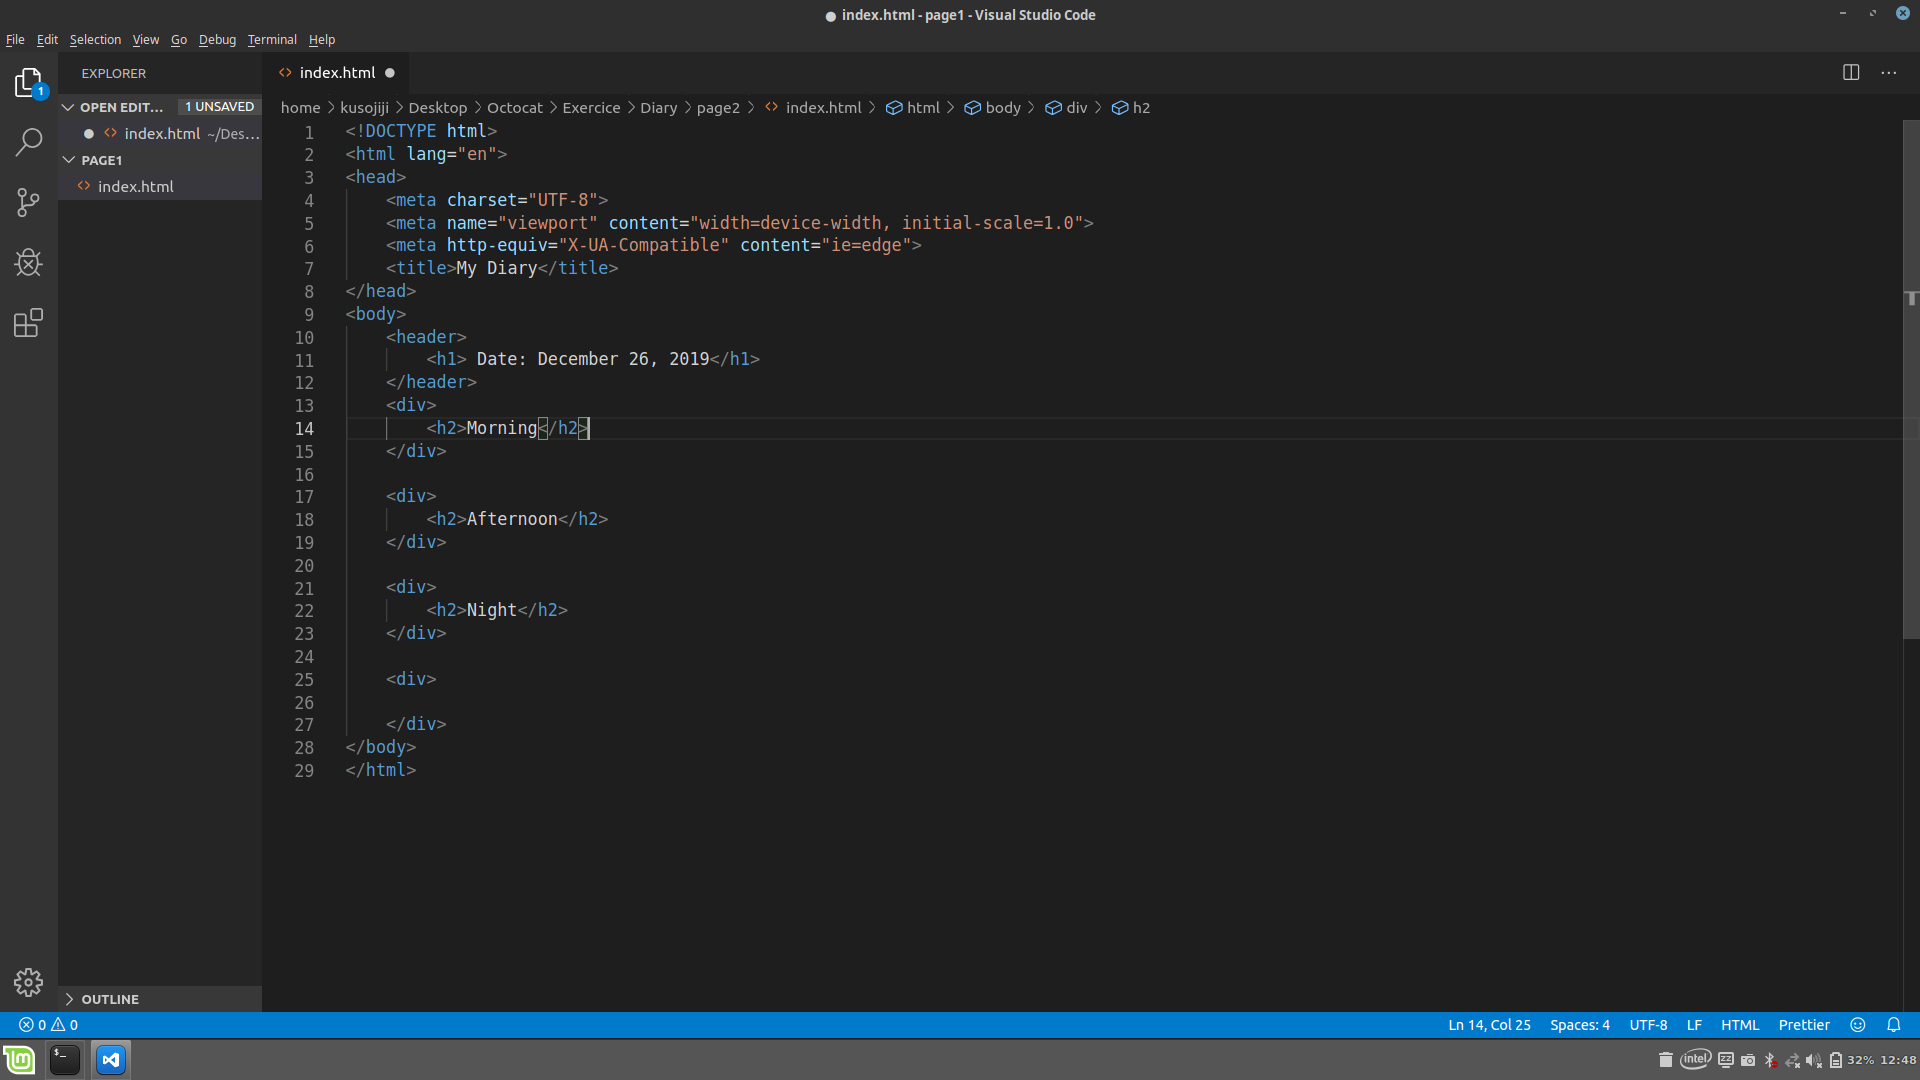 index.html - page1 - Visual Studio Code
File Edit Selection View Go Debug Terminal Help
1
EXPLORER
OPEN EDIT... 1 UNSAVED
index.html ~/Des...
PAGE1
index.html
OUTLINE
index.html
home > kusojiji > Desktop > Octocat > Exercice > Diary > page2 > index.html > html > body > div > h2
1 <!DOCTYPE html>
2 <html lang="en">
3 <head>
4     <meta charset="UTF-8">
5     <meta name="viewport" content="width=device-width, initial-scale=1.0">
6     <meta http-equiv="X-UA-Compatible" content="ie=edge">
7     <title>My Diary</title>
8 </head>
9 <body>
10     <header>
11         <h1> Date: December 26, 2019</h1>
12     </header>
13     <div>
14         <h2>Morning</h2>
15     </div>
16
17     <div>
18         <h2>Afternoon</h2>
19     </div>
20
21     <div>
22         <h2>Night</h2>
23     </div>
24
25     <div>
26
27     </div>
28 </body>
29 </html>
0 0
Ln 14, Col 25 Spaces: 4 UTF-8 LF HTML Prettier
$_
intel 32% 12:48